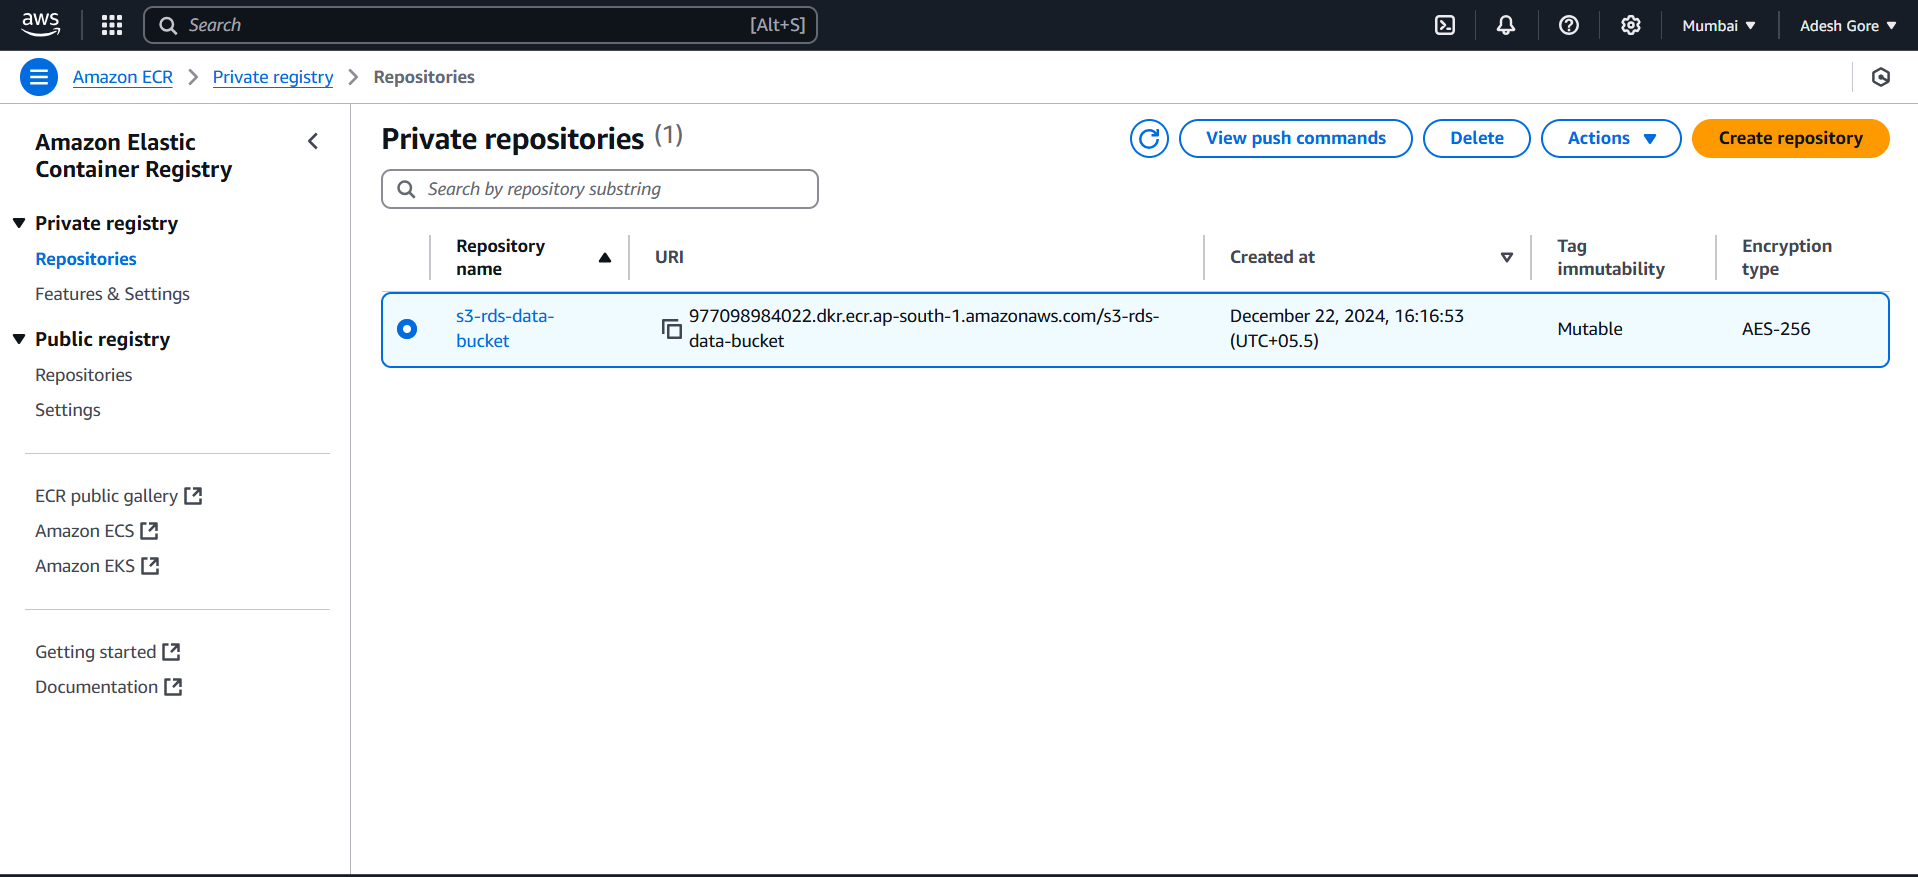 aws
Search
[Alt+S]
Mumbai
Adesh Gore
Amazon ECR
Private registry
Repositories
Amazon Elastic
Container Registry
Private registry
Repositories
Features & Settings
Public registry
Repositories
Settings
ECR public gallery
Amazon ECS
Amazon EKS
Getting started
Documentation
Private repositories (1)
View push commands
Delete
Actions
Create repository
Search by repository substring
Repository
name
URI
Created at
Tag
immutability
Encryption
type
s3-rds-data-
bucket
977098984022.dkr.ecr.ap-south-1.amazonaws.com/s3-rds-
data-bucket
December 22, 2024, 16:16:53
(UTC+05.5)
Mutable
AES-256